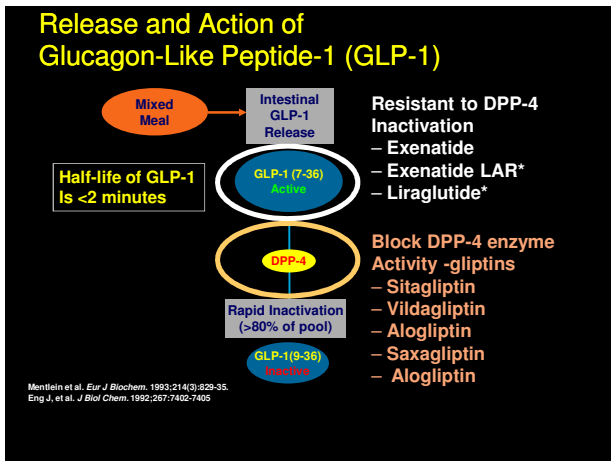 Release and Action of
Glucagon-Like Peptide-1 (GLP-1)
Mixed
Meal
Intestinal
GLP-1
Release
Resistant to DPP-4
Inactivation
– Exenatide
– Exenatide LAR*
– Liraglutide*
Half-life of GLP-1
Is <2 minutes
GLP-1 (7-36)
Active
DPP-4
Block DPP-4 enzyme
Activity -gliptins
– Sitagliptin
– Vildagliptin
– Alogliptin
– Saxagliptin
– Alogliptin
Rapid Inactivation
(>80% of pool)
GLP-1(9-36)
Inactive
Mentlein et al. Eur J Biochem. 1993;214(3):829-35.
Eng J, et al. J Biol Chem. 1992;267:7402-7405